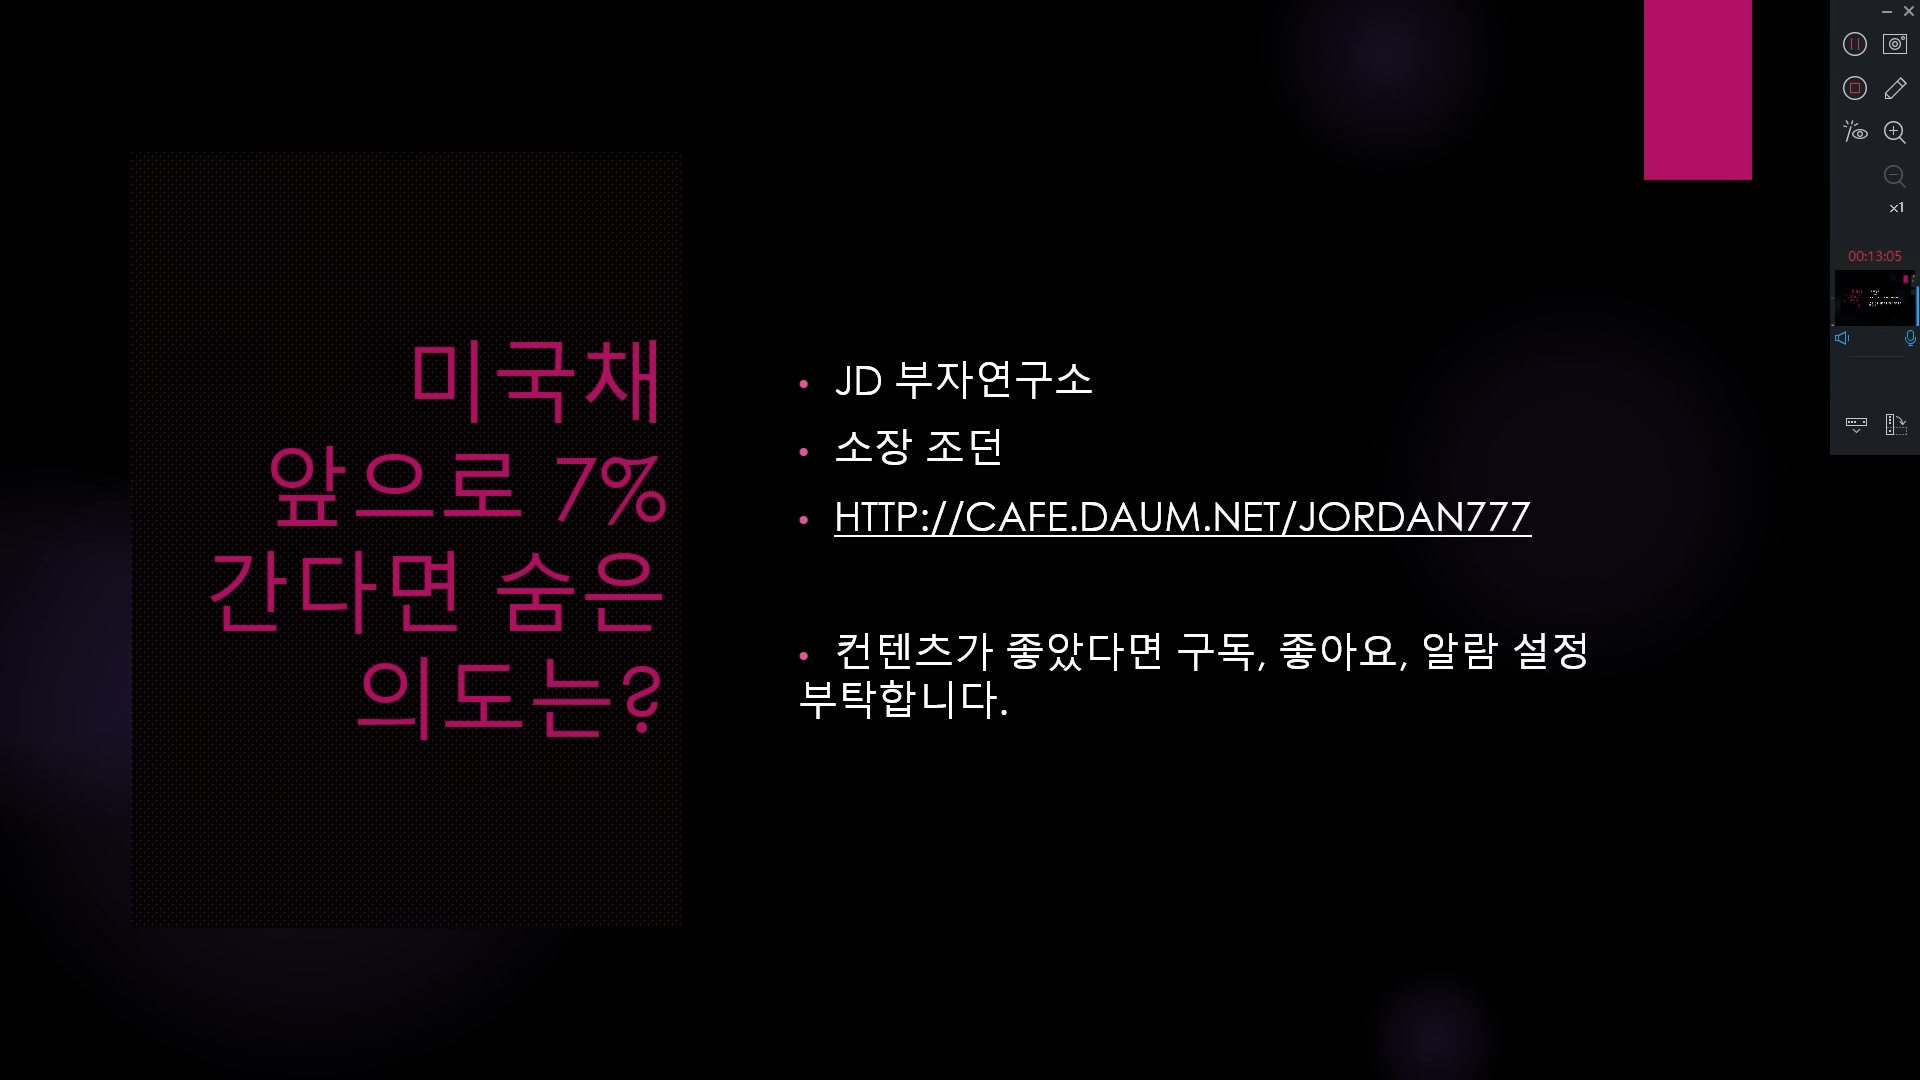 미국채
앞으로 7%
간다면 숨은
의도는?
• JD 부자연구소
• 소장 조던
• HTTP://CAFE.DAUM.NET/JORDAN777
• 컨텐츠가 좋았다면 구독, 좋아요, 알람 설정
부탁합니다.
x1
00:13:05